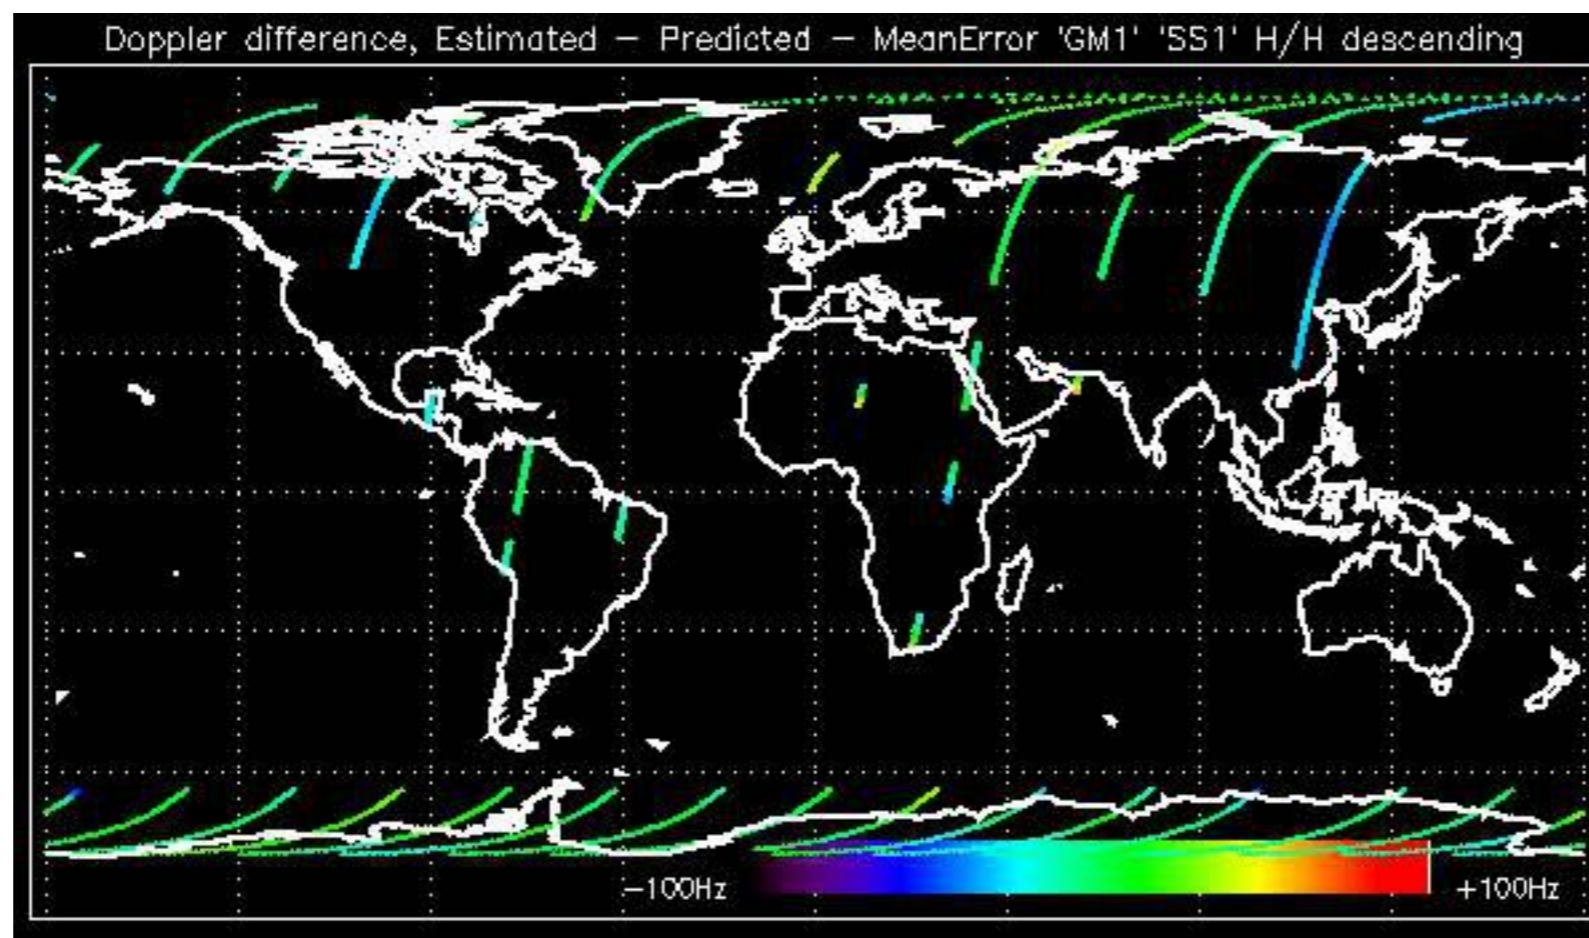 Doppler difference, Estimated – Predicted – MeanError 'GM1' 'SS1' H/H descending
–100Hz +100Hz